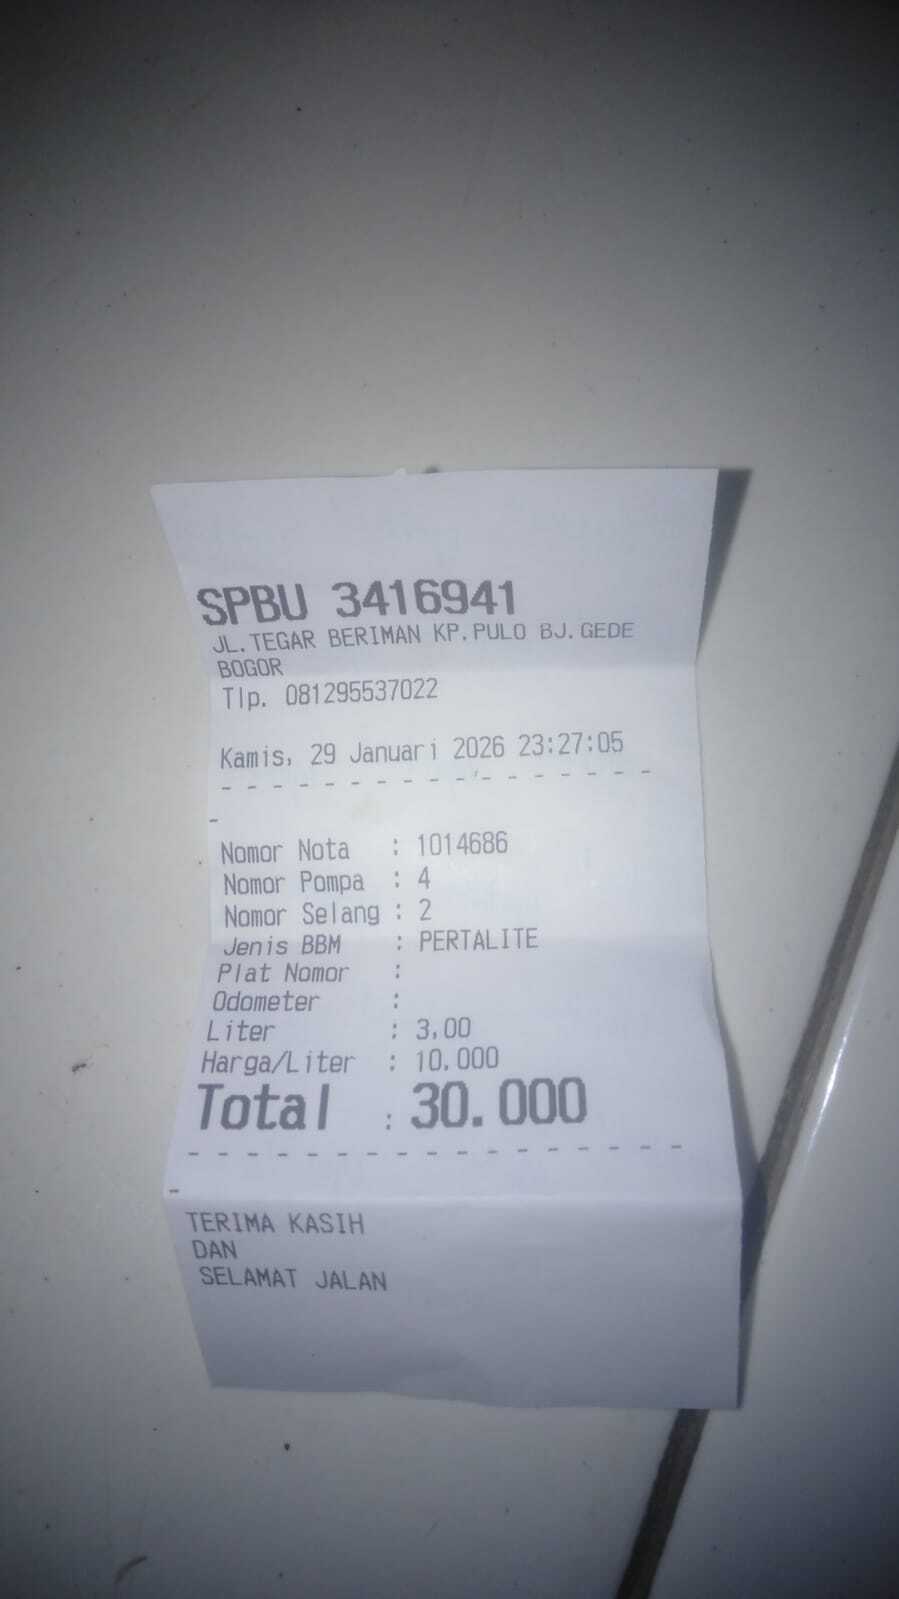 SPBU 3416941
JL.TEGAR BERIMAN KP.PULO BJ.GEDE
BOGOR
Tlp. 081295537022
Kamis, 29 Januari 2026 23:27:05
- - - - - - - - - - - - - - - - -
-
Nomor Nota : 1014686
Nomor Pompa : 4
Nomor Selang : 2
Jenis BBM : PERTALITE
Plat Nomor :
Odometer :
Liter : 3,00
Harga/Liter : 10.000
Total : 30.000
- - - - - - - - - - - - - - - - -
-
TERIMA KASIH
DAN
SELAMAT JALAN